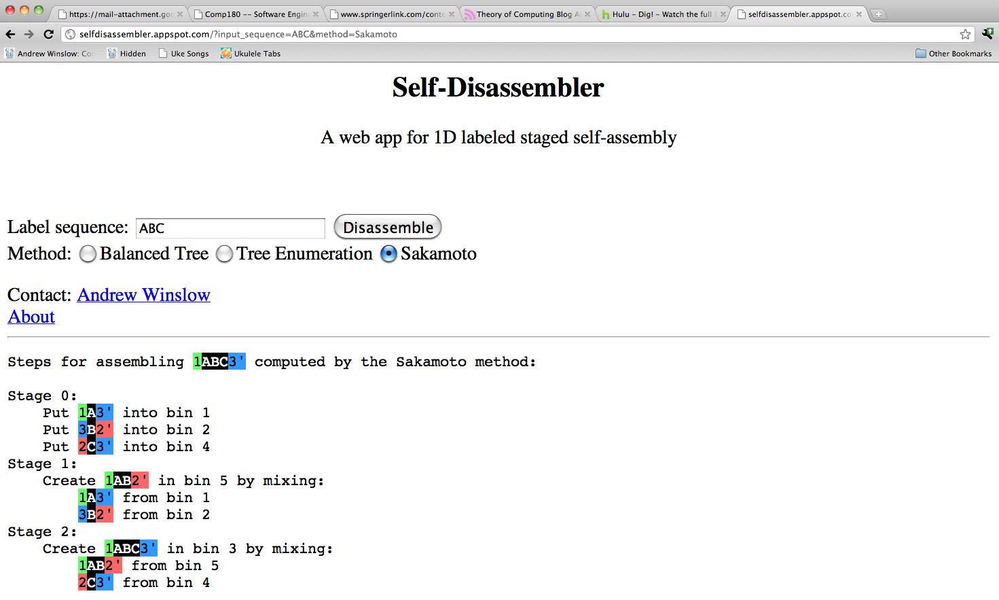 https://mail-attachment.goo
Comp180 -- Software Engin
www.springerlink.com/conte
Theory of Computing Blog A
Hulu - Dig! - Watch the full
selfdisassembler.appspot.co
selfdisassembler.appspot.com/?input_sequence=ABC&method=Sakamoto
Andrew Winslow: Co
Hidden
Uke Songs
Ukulele Tabs
Other Bookmarks
Self-Disassembler
A web app for 1D labeled staged self-assembly
Label sequence: ABC Disassemble
Method: Balanced Tree Tree Enumeration Sakamoto
Contact: Andrew Winslow
About
Steps for assembling 1ABC3' computed by the Sakamoto method:
Stage 0:
Put 1A3' into bin 1
Put 3B2' into bin 2
Put 2C3' into bin 4
Stage 1:
Create 1AB2' in bin 5 by mixing:
1A3' from bin 1
3B2' from bin 2
Stage 2:
Create 1ABC3' in bin 3 by mixing:
1AB2' from bin 5
2C3' from bin 4